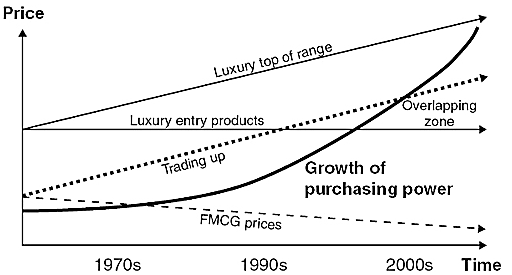 Price
Luxury top of range
Luxury entry products
Overlapping
zone
Trading up
Growth of
purchasing power
FMCG prices
1970s 1990s 2000s Time